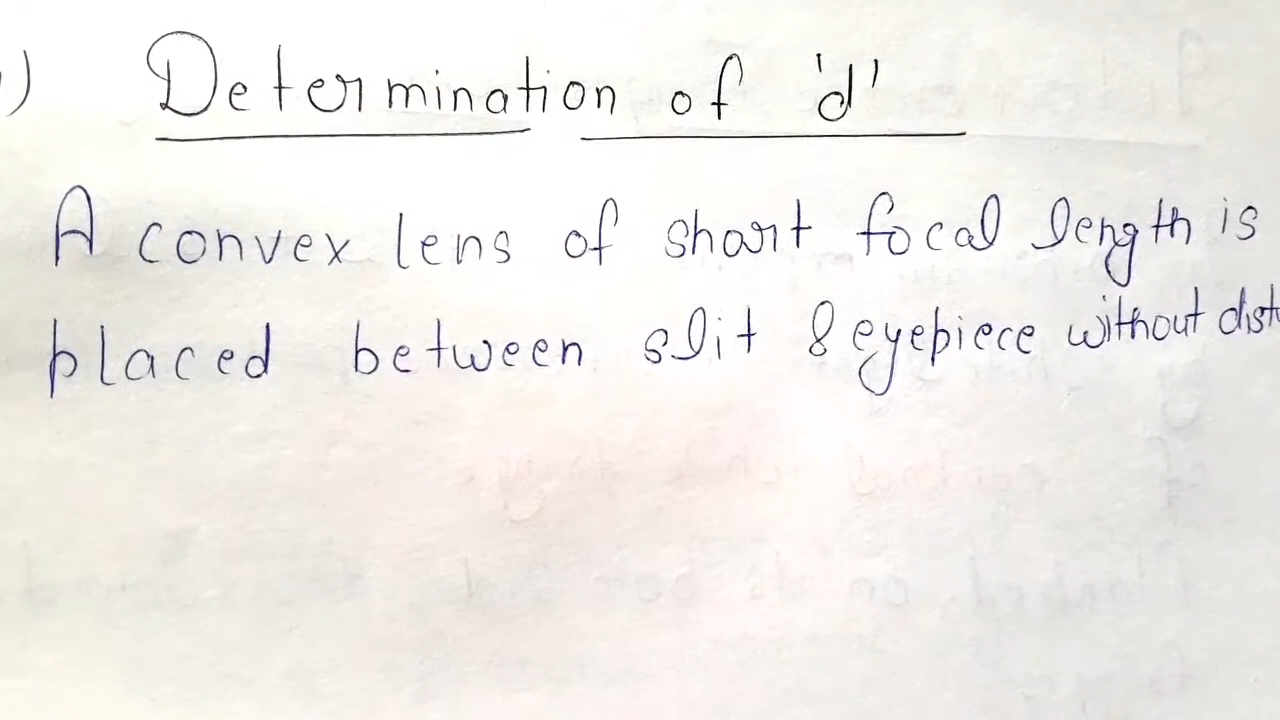 ) Determination of 'd'
A convex lens of short focal length is
placed between slit & eyepiece without